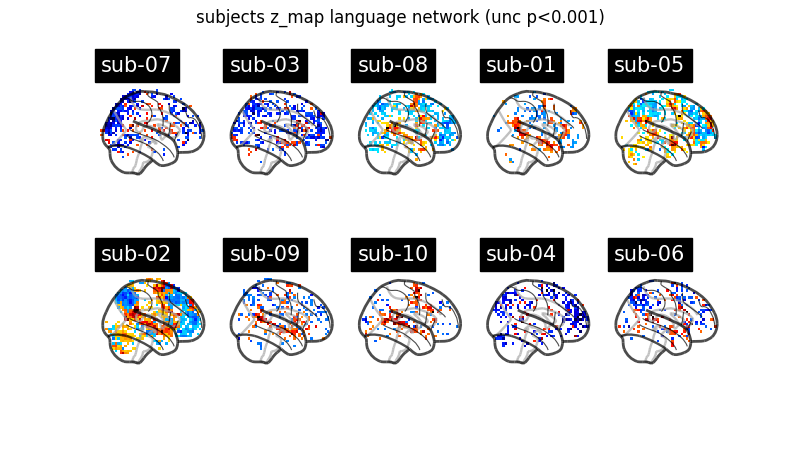 subjects z_map language network (unc p<0.001)
sub-07 sub-03 sub-08 sub-01 sub-05
sub-02 sub-09 sub-10 sub-04 sub-06